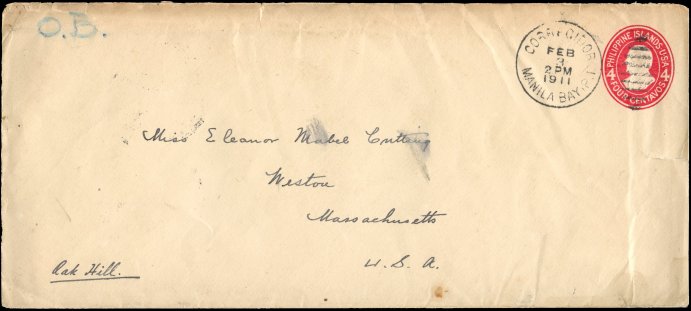 O.B.
CORREGIDOR
FEB
3
2 PM
1911
MANILA BAY, P.I.
PHILIPPINE ISLANDS. U.S.A.
4 4
FOUR CENTAVOS
Miss Eleanor Mabel Cutting
Weston
Massachusetts
U. S. A.
Oak Hill.